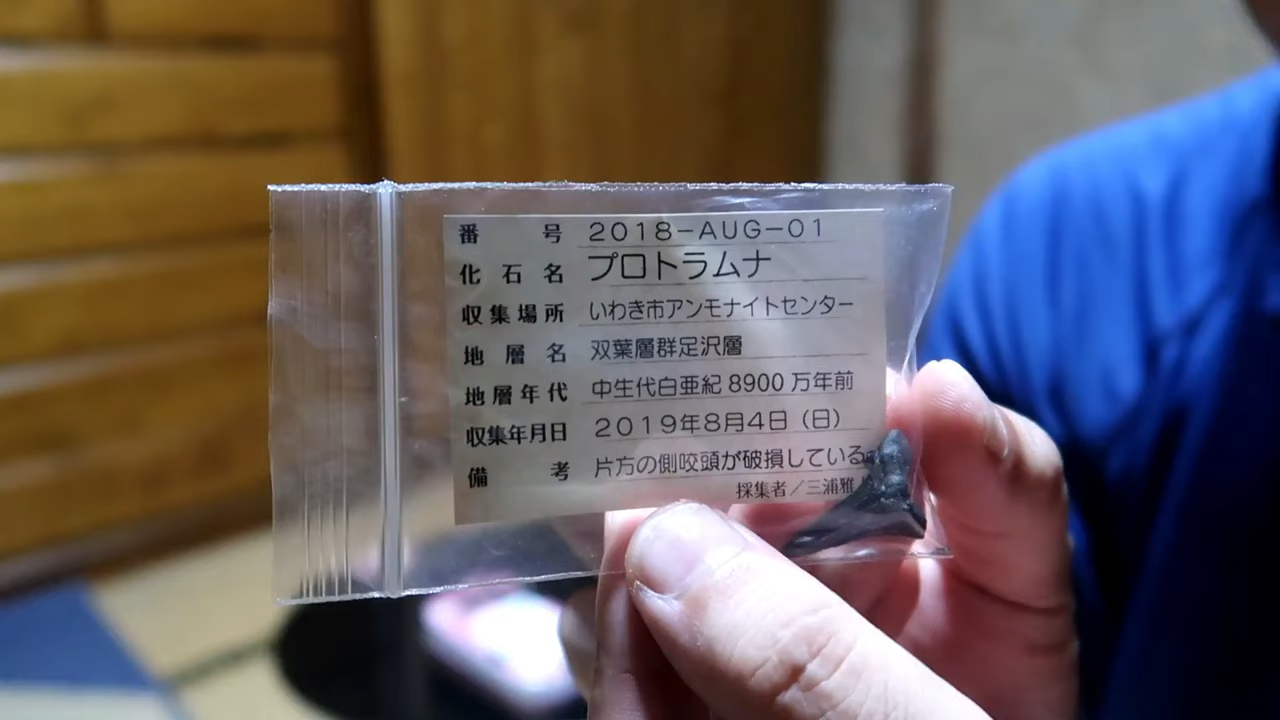 番号 2018-AUG-01
化石名 プロトラムナ
収集場所 いわき市アンモナイトセンター
地層名 双葉層群足沢層
地層年代 中生代白亜紀 8900 万年前
収集年月日 2019年8月4日（日）
備考 片方の側咬頭が破損している
採集者／三浦雅